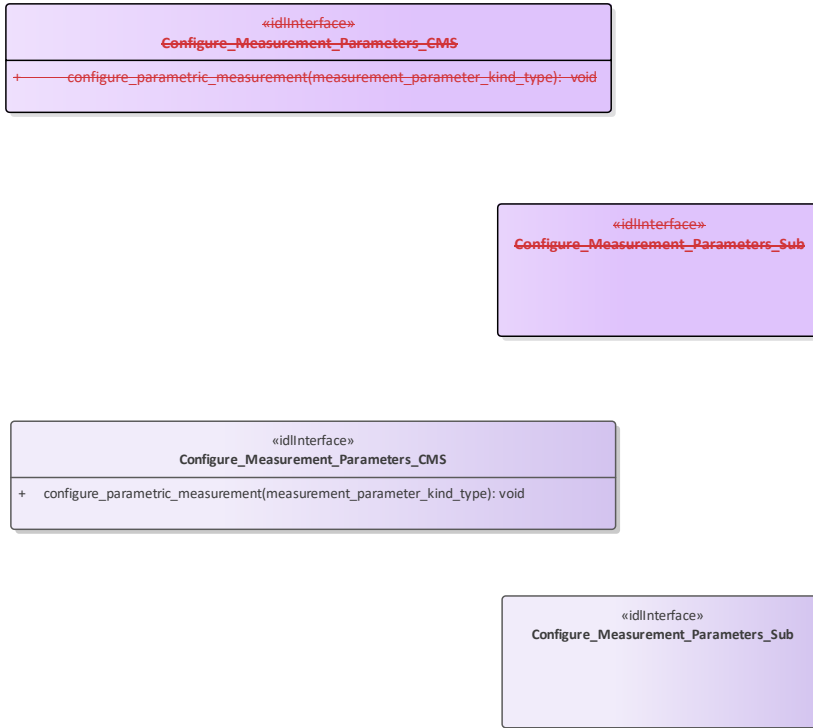 «idlInterface»
Configure_Measurement_Parameters_CMS
+ configure_parametric_measurement(measurement_parameter_kind_type): void
«idlInterface»
Configure_Measurement_Parameters_Sub
«idlInterface»
Configure_Measurement_Parameters_CMS
+ configure_parametric_measurement(measurement_parameter_kind_type): void
«idlInterface»
Configure_Measurement_Parameters_Sub